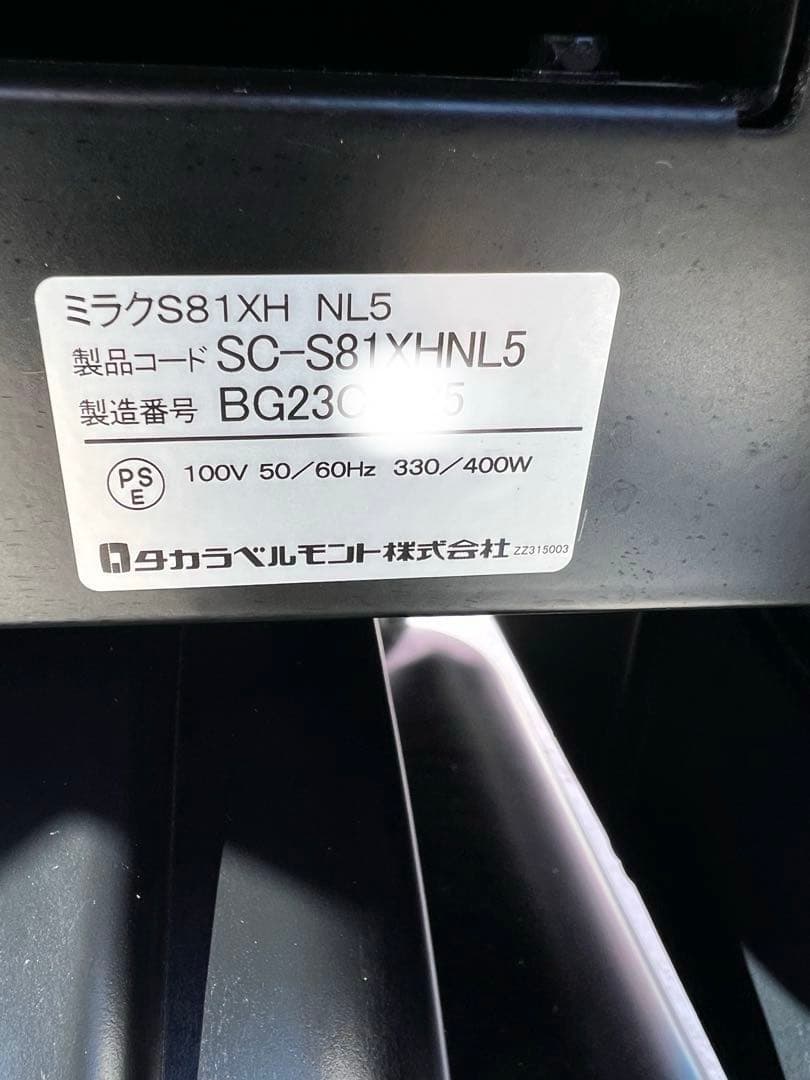 ミラクS81XH NL5
製品コード SC-S81XHNL5
製造番号
PS
E
100V 50/60Hz 330/400W
タカラベルモント株式会社 ZZ315003